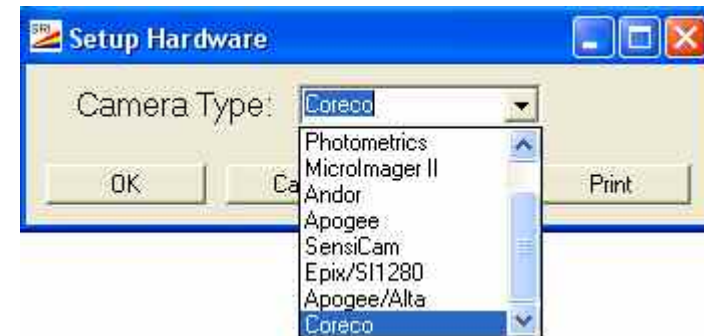 SRI Setup Hardware
Camera Type: Coreco
Photometrics
MicroImager II
OK Ca Print
Andor
Apogee
SensiCam
Epix/SI1280
Apogee/Alta
Coreco